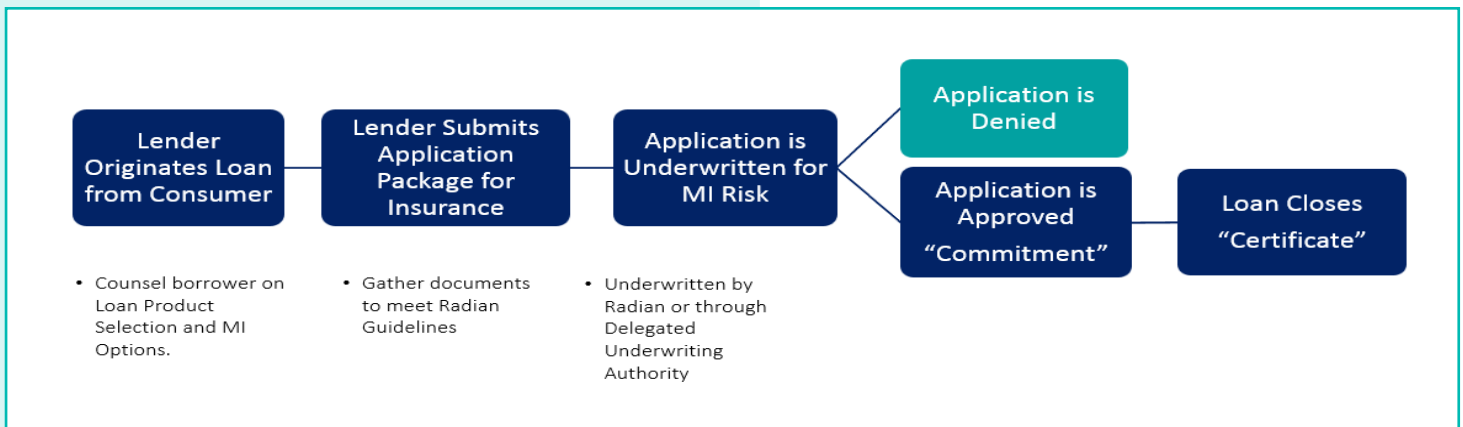 Lender
Originates Loan
from Consumer
Lender Submits
Application
Package for
Insurance
Application is
Underwritten for
MI Risk
Application is
Denied
Application is
Approved
“Commitment”
Loan Closes
“Certificate”
• Counsel borrower on
Loan Product
Selection and MI
Options.
• Gather documents
to meet Radian
Guidelines
• Underwritten by
Radian or through
Delegated
Underwriting
Authority